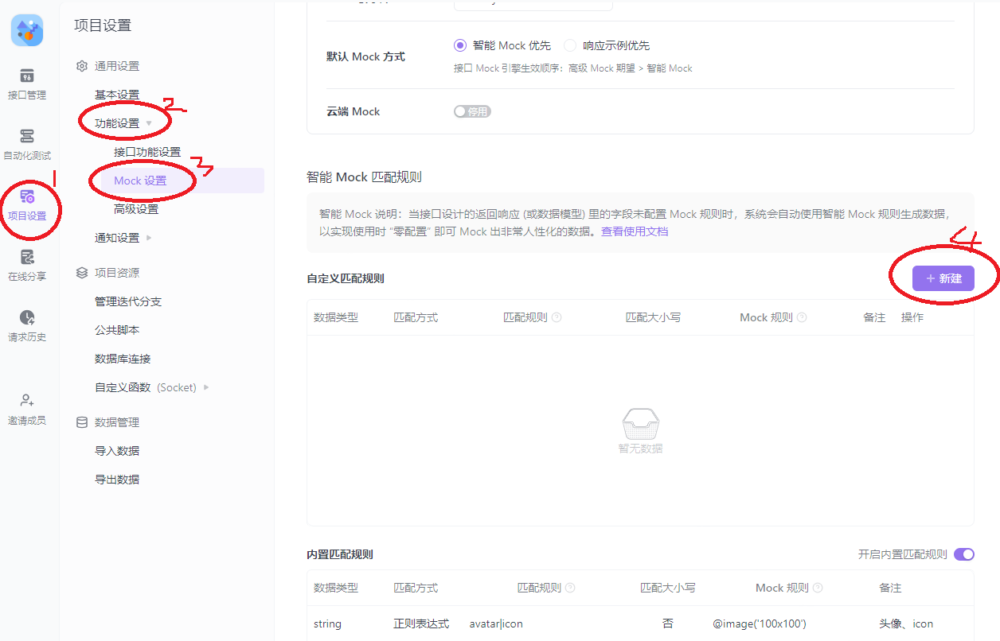 项目设置
通用设置
基本设置
功能设置
接口功能设置
Mock 设置
高级设置
通知设置
项目资源
管理迭代分支
公共脚本
数据库连接
自定义函数 (Socket)
数据管理
导入数据
导出数据
接口管理
自动化测试
项目设置
在线分享
请求历史
邀请成员
1
2
3
4
默认 Mock 方式
智能 Mock 优先
响应示例优先
接口 Mock 引擎生效顺序：高级 Mock 期望 > 智能 Mock
云端 Mock
停用
智能 Mock 匹配规则
智能 Mock 说明：当接口设计的返回响应 (或数据模型) 里的字段未配置 Mock 规则时，系统会自动使用智能 Mock 规则生成数据，
以实现使用时 “零配置” 即可 Mock 出非常人性化的数据。查看使用文档
自定义匹配规则
+ 新建
数据类型 匹配方式 匹配规则 匹配大小写 Mock 规则 备注 操作
暂无数据
内置匹配规则
开启内置匹配规则
数据类型 匹配方式 匹配规则 匹配大小写 Mock 规则 备注
string 正则表达式 avatar|icon 否 @image('100x100') 头像、icon